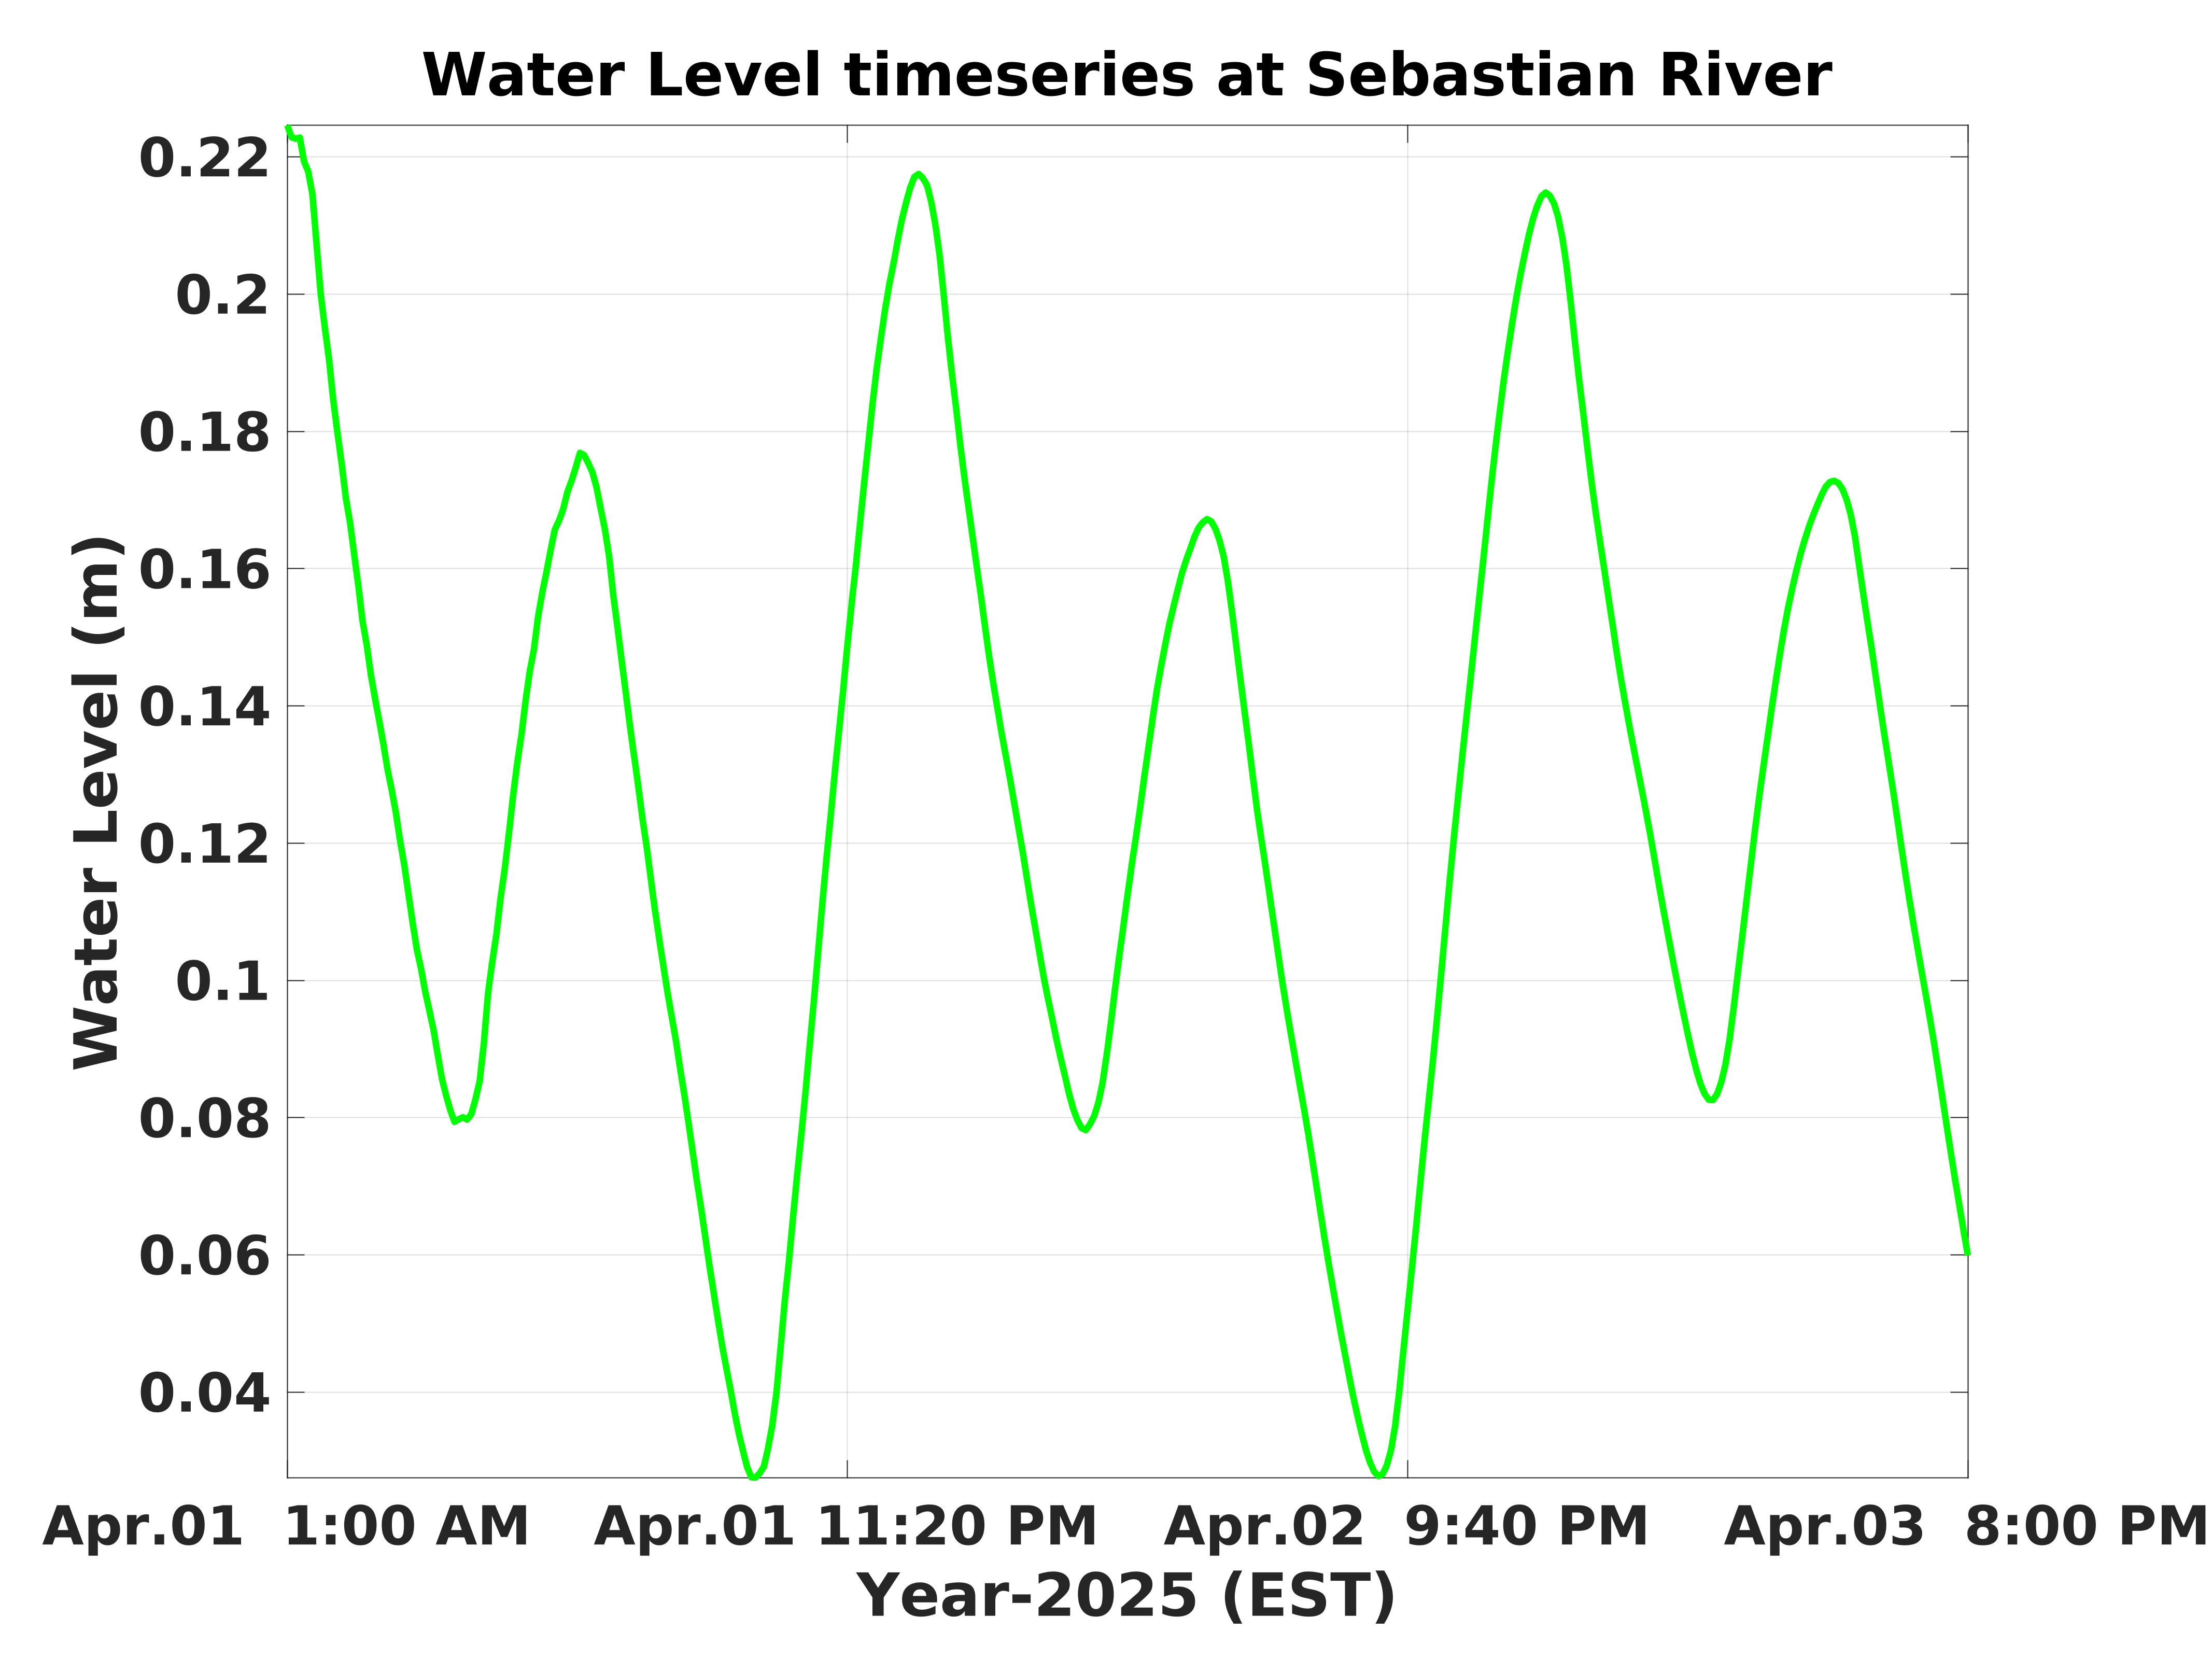 Water Level timeseries at Sebastian River
Water Level (m)
0.22
0.2
0.18
0.16
0.14
0.12
0.1
0.08
0.06
0.04
Apr.01  1:00 AM
Apr.01 11:20 PM
Apr.02  9:40 PM
Apr.03  8:00 PM
Year-2025 (EST)